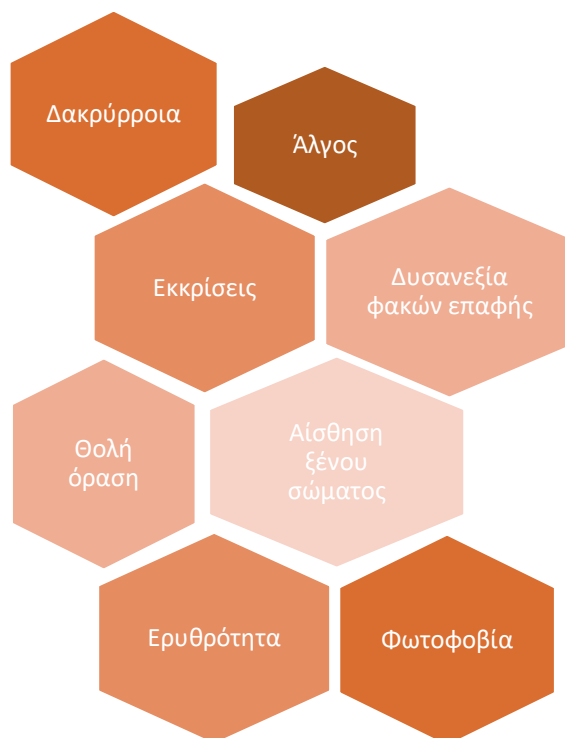 Δακρύρροια
Άλγος
Εκκρίσεις
Δυσανεξία
φακών επαφής
Θολή
όραση
Αίσθηση
ξένου
σώματος
Ερυθρότητα
Φωτοφοβία